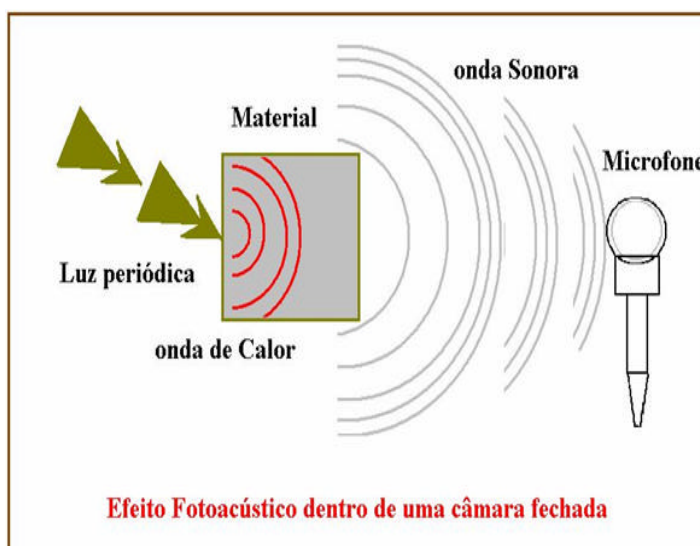 onda Sonora
Material
Microfone
Luz periódica
onda de Calor
Efeito Fotoacústico dentro de uma câmara fechada